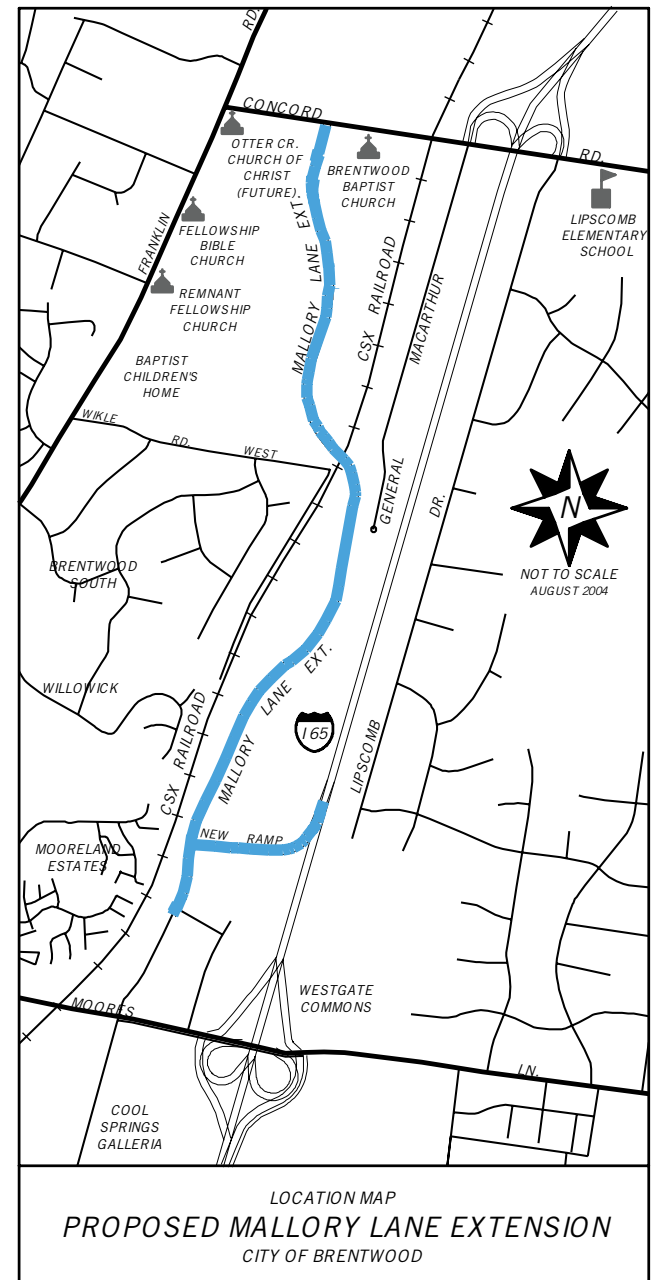 RD.
CONCORD
RD.
OTTER CR.
CHURCH OF
CHRIST
(FUTURE).
BRENTWOOD
BAPTIST
CHURCH
LIPSCOMB
ELEMENTARY
SCHOOL
FRANKLIN
FELLOWSHIP
BIBLE
CHURCH
REMNANT
FELLOWSHIP
CHURCH
MALLORY LANE EXT.
CSX RAILROAD
MACARTHUR
BAPTIST
CHILDREN'S
HOME
WIKLE RD. WEST
GENERAL
DR.
N
NOT TO SCALE
AUGUST 2004
BRENTWOOD
SOUTH
WILLOWICK
MALLORY LANE EXT.
CSX RAILROAD
I 65
LIPSCOMB
NEW RAMP
MOORELAND
ESTATES
WESTGATE
COMMONS
MOORES
LN.
COOL
SPRINGS
GALLERIA
LOCATION MAP
PROPOSED MALLORY LANE EXTENSION
CITY OF BRENTWOOD